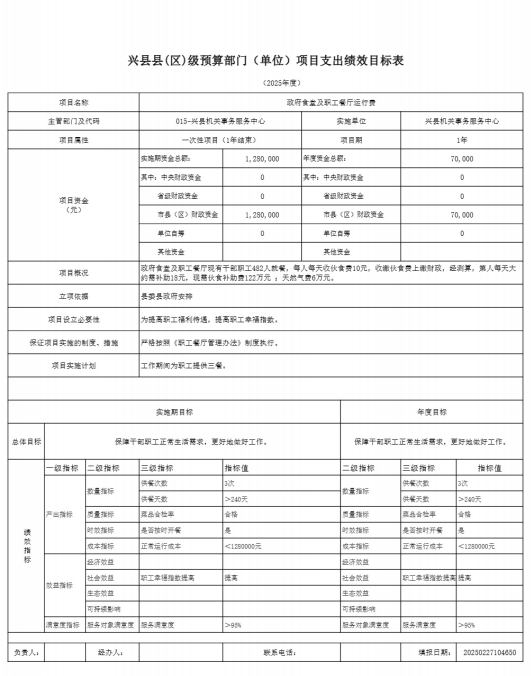 兴县县(区)级预算部门（单位）项目支出绩效目标表
（2025年度）
项目名称 政府食堂及职工餐厅运行费
主管部门及代码 015-兴县机关事务服务中心 实施单位 兴县机关事务服务中心
项目属性 一次性项目（1年结束） 项目期 1年
项目资金（元） 实施期资金总额： 1,280,000 年度资金总额： 70,000
其中：中央财政资金 0 其中：中央财政资金 0
省级财政资金 0 省级财政资金 0
市县（区）财政资金 1,280,000 市县（区）财政资金 70,000
单位自筹 0 单位自筹 0
其他资金 其他资金
项目概况 政府食堂及职工餐厅现有干部职工482人就餐，每人每天收伙食费10元，收缴伙食费上缴财政，经测算，第人每天大
约需补助18元，现需伙食补助费122万元 ；天然气费6万元。
立项依据 县委县政府安排
项目设立必要性 为提高职工福利待遇，提高职工幸福指数。
保证项目实施的制度、措施 严格按照《职工餐厅管理办法》制度执行。
项目实施计划 工作期间为职工提供三餐。
实施期目标 年度目标
总体目标 保障干部职工正常生活需求，更好地做好工作。 保障干部职工正常生活需求，更好地做好工作。
绩效指标 一级指标 二级指标 三级指标 指标值 二级指标 三级指标 指标值
产出指标 数量指标 供餐次数 3次 数量指标 供餐次数 3次
供餐天数 >240天 供餐天数 >240天
质量指标 菜品合检率 合格 质量指标 菜品合检率 合格
时效指标 是否按时开餐 是 时效指标 是否按时开餐 是
成本指标 正常运行成本 <1280000元 成本指标 正常运行成本 <1280000元
效益指标 经济效益 经济效益
社会效益 职工幸福指数提高 提高 社会效益 职工幸福指数提高 提高
生态效益 生态效益
可持续影响 可持续影响
满意度指标 服务对象满意度 服务满意度 >95% 服务对象满意度 服务满意度 >95%
负责人： 经办人： 联系电话： 填报日期： 20250227104650